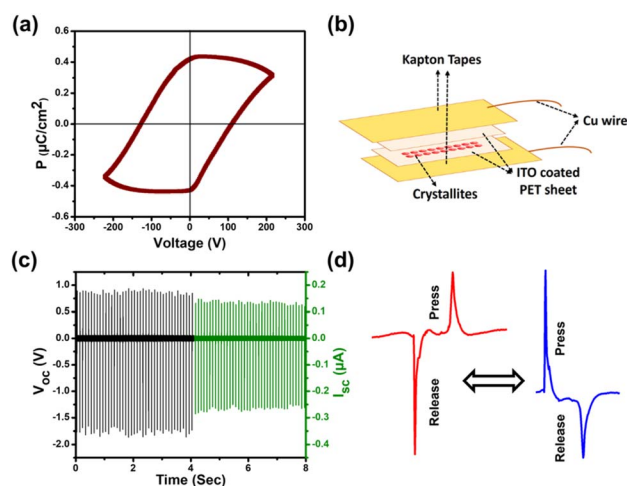 (a)
P (µC/cm²)
0.6
0.4
0.2
0.0
-0.2
-0.4
-0.6
-300 -200 -100 0 100 200 300
Voltage (V)
(b)
Kapton Tapes
Cu wire
ITO coated
PET sheet
Crystallites
(c)
V_OC (V)
1.0
0.5
0.0
-0.5
-1.0
-1.5
-2.0
0 2 4 6 8
Time (Sec)
0.2
0.1
0.0
-0.1
-0.2
-0.3
-0.4
I_SC (µA)
(d)
Press
Release
Press
Release